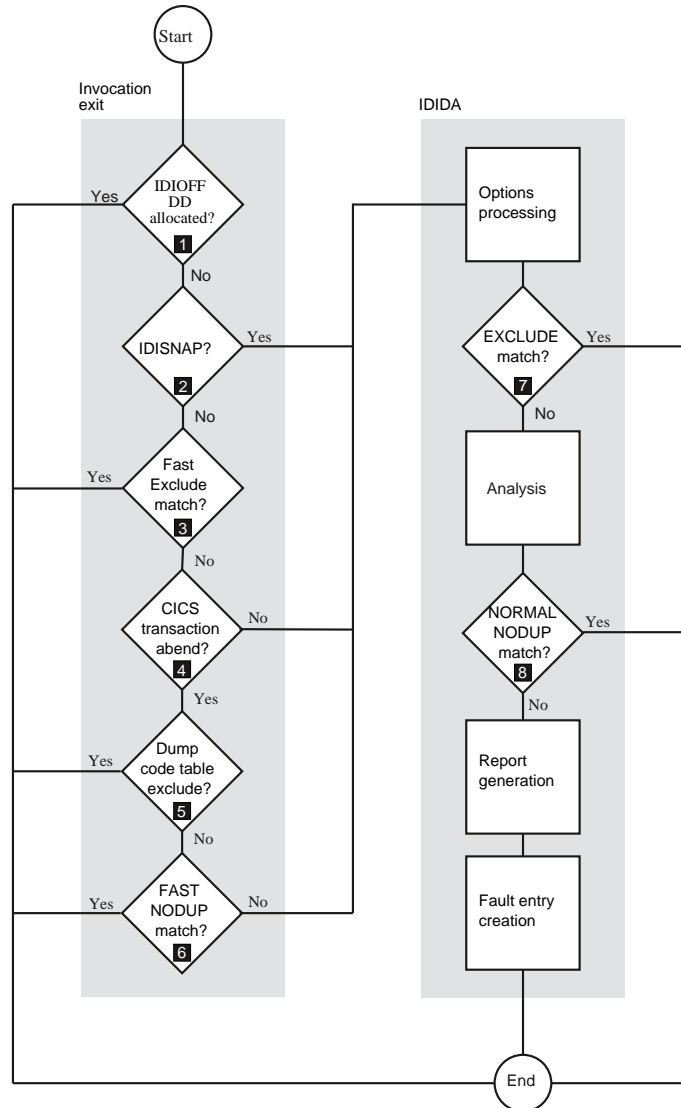 Start
Invocation
exit
Yes
IDIOFF
DD
allocated?
1
No
IDISNAP?
Yes
2
No
Yes
Fast
Exclude
match?
3
No
CICS
transaction
abend?
No
4
Yes
Yes
Dump
code table
exclude?
5
No
Yes
FAST
NODUP
match?
No
6
IDIDA
Options
processing
EXCLUDE
match?
Yes
7
No
Analysis
NORMAL
NODUP
match?
Yes
8
No
Report
generation
Fault entry
creation
End